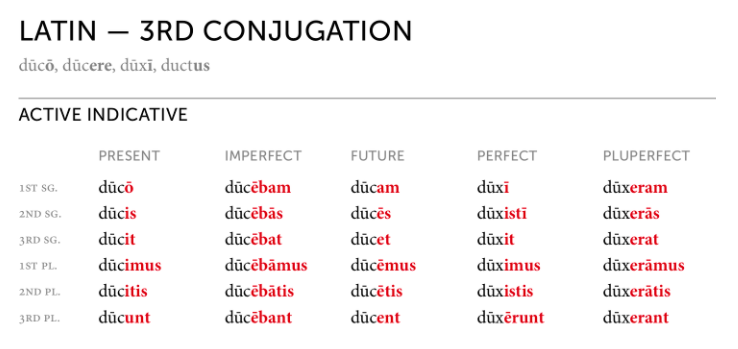 LATIN — 3RD CONJUGATION
dūcō, dūcere, dūxī, ductus
ACTIVE INDICATIVE
PRESENT IMPERFECT FUTURE PERFECT PLUPERFECT
1ST SG. dūcō dūcēbam dūcam dūxī dūxeram
2ND SG. dūcis dūcēbās dūcēs dūxistī dūxerās
3RD SG. dūcit dūcēbat dūcet dūxit dūxerat
1ST PL. dūcimus dūcēbāmus dūcēmus dūximus dūxerāmus
2ND PL. dūcitis dūcēbātis dūcētis dūxistis dūxerātis
3RD PL. dūcunt dūcēbant dūcent dūxērunt dūxerant